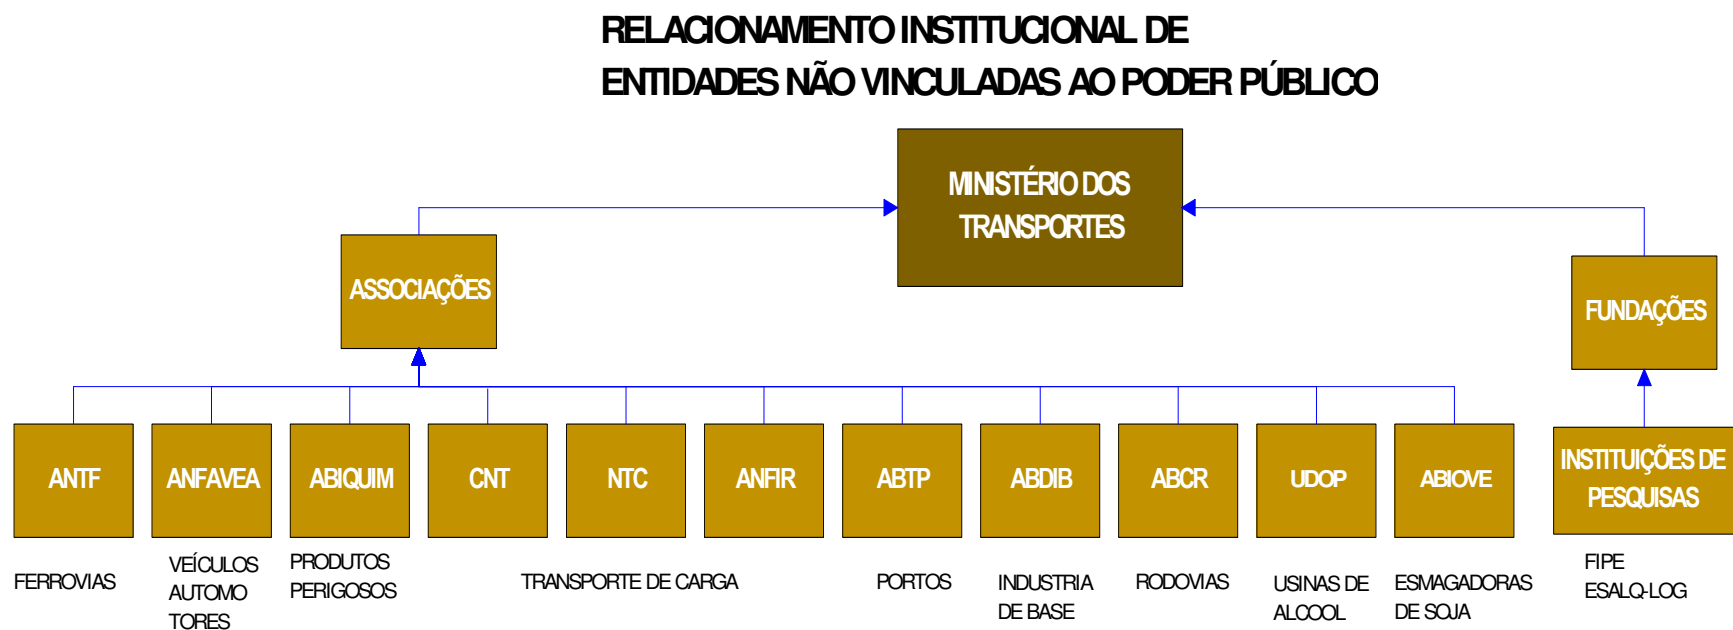 RELACIONAMENTO INSTITUCIONAL DE
ENTIDADES NÃO VINCULADAS AO PODER PÚBLICO
MINISTÉRIO DOS
TRANSPORTES
ASSOCIAÇÕES
FUNDAÇÕES
ANTF
ANFAVEA
ABIQUIM
CNT
NTC
ANFIR
ABTP
ABDIB
ABCR
UDOP
ABIOVE
INSTITUIÇÕES DE
PESQUISAS
FERROVIAS
VEÍCULOS
AUTOMO
TORES
PRODUTOS
PERIGOSOS
TRANSPORTE DE CARGA
PORTOS
INDUSTRIA
DE BASE
RODOVIAS
USINAS DE
ALCOOL
ESMAGADORAS
DE SOJA
FIPE
ESALQ-LOG